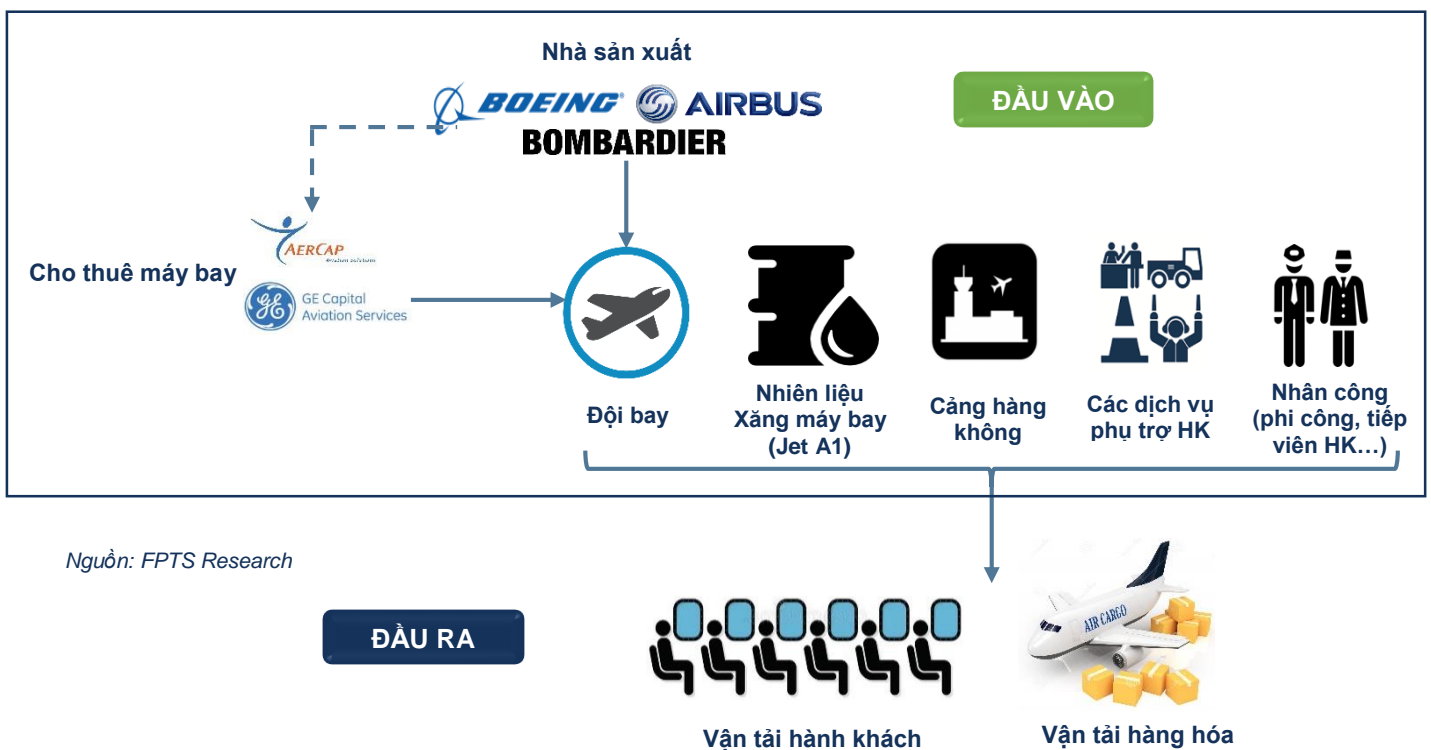 Nhà sản xuất
BOEING AIRBUS
BOMBARDIER
ĐẦU VÀO
AERCAP
aviation solutions
Cho thuê máy bay
GE
GE Capital
Aviation Services
Đội bay
Nhiên liệu
Xăng máy bay
(Jet A1)
Cảng hàng
không
Các dịch vụ
phụ trợ HK
Nhân công
(phi công, tiếp
viên HK…)
Nguồn: FPTS Research
ĐẦU RA
AIR CARGO
Vận tải hành khách
Vận tải hàng hóa